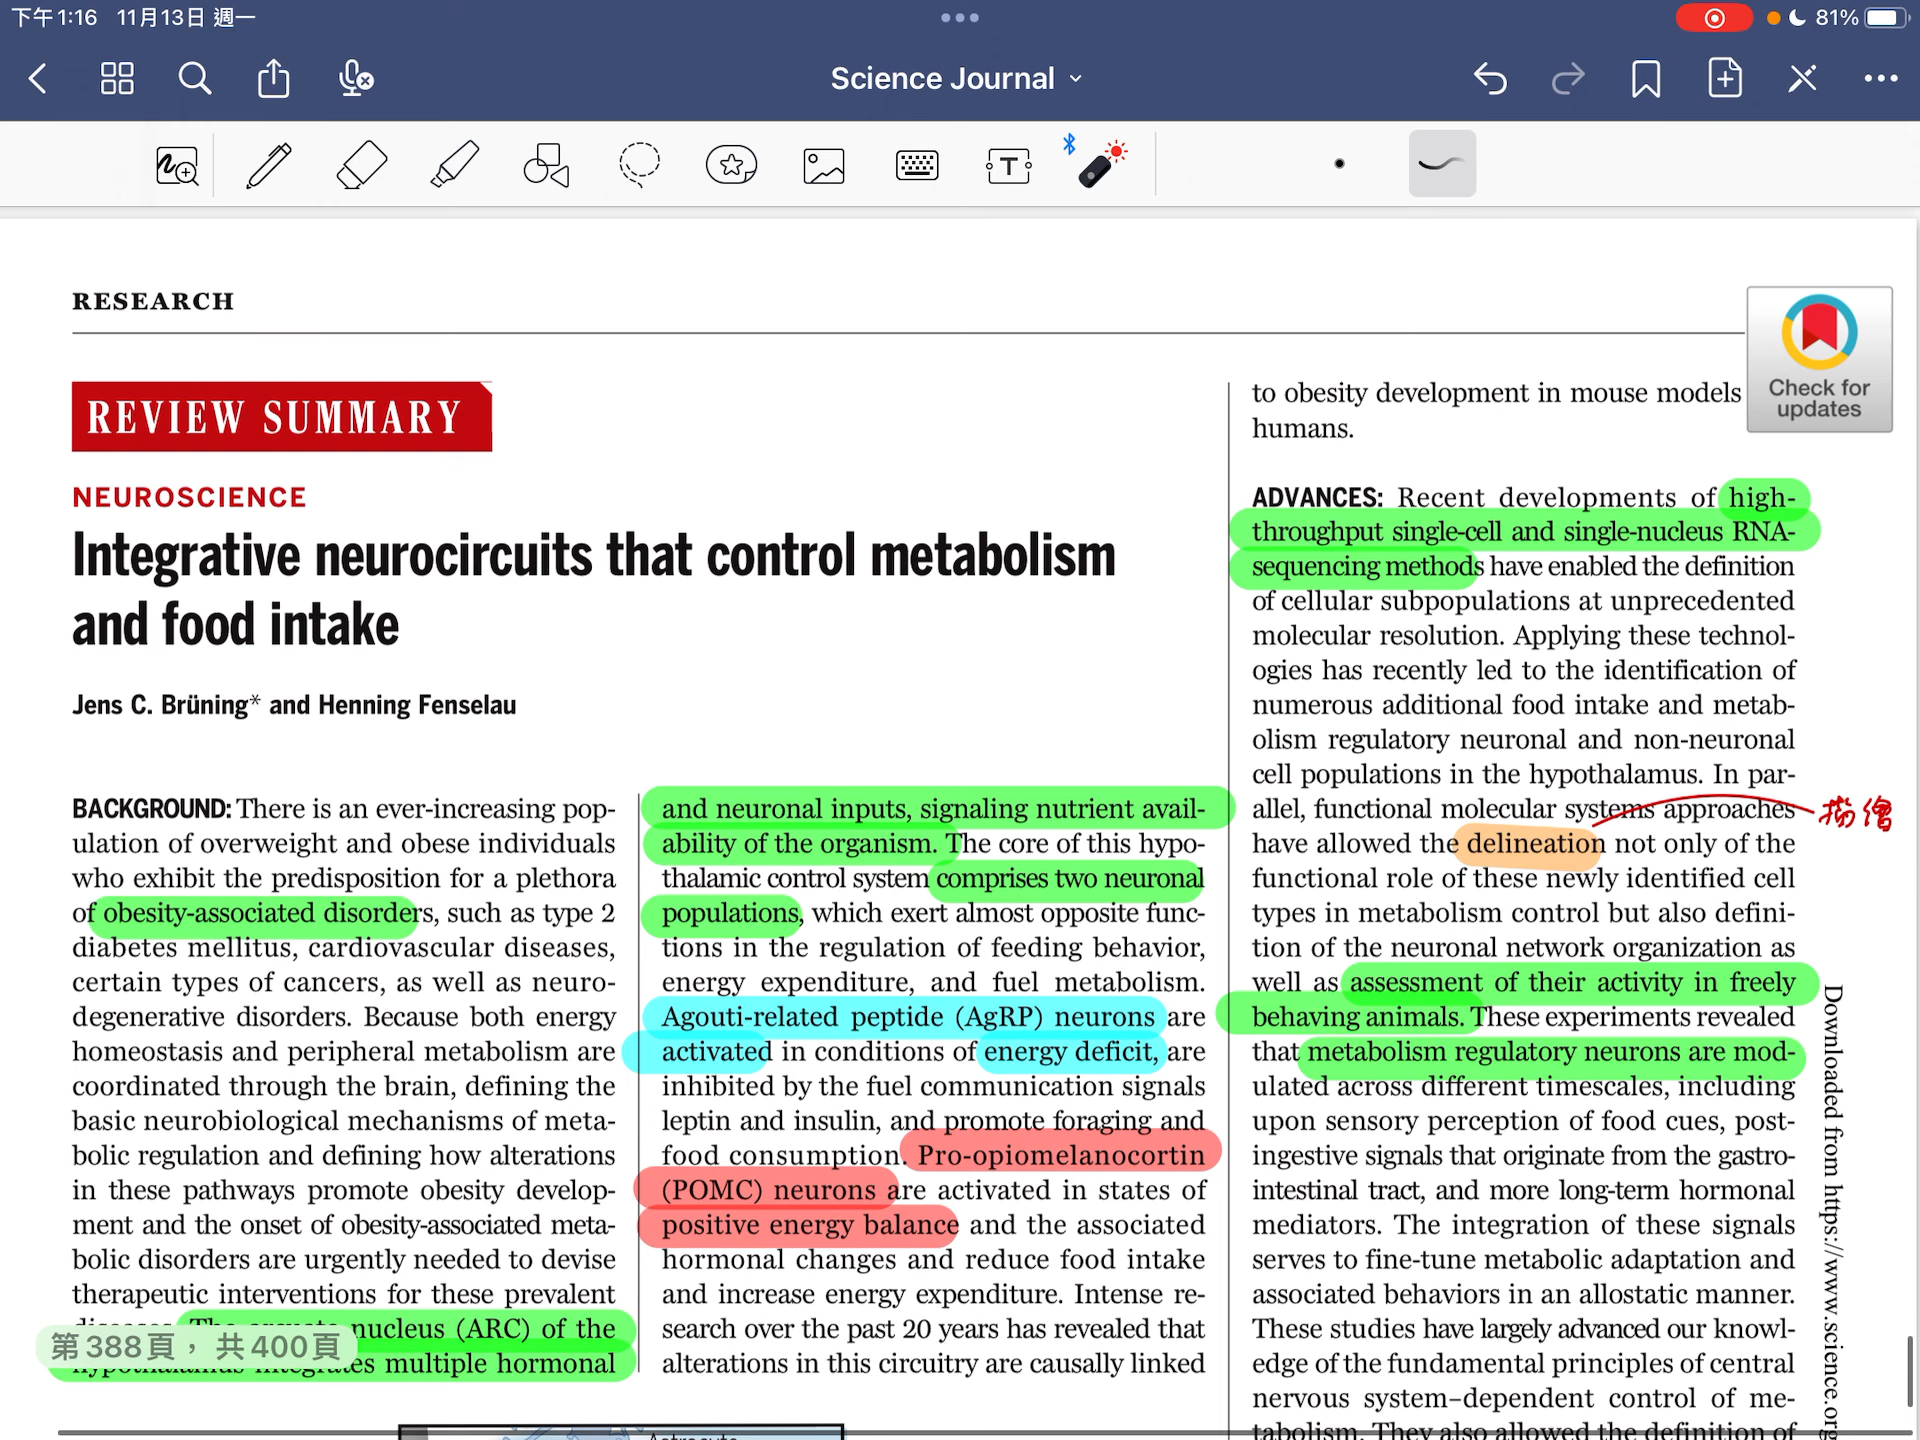 下午1:16 11月13日 週一
81%
Science Journal
RESEARCH
Check for
updates
REVIEW SUMMARY
NEUROSCIENCE
Integrative neurocircuits that control metabolism
and food intake
Jens C. Brüning* and Henning Fenselau
BACKGROUND: There is an ever-increasing pop-
ulation of overweight and obese individuals
who exhibit the predisposition for a plethora
of obesity-associated disorders, such as type 2
diabetes mellitus, cardiovascular diseases,
certain types of cancers, as well as neuro-
degenerative disorders. Because both energy
homeostasis and peripheral metabolism are
coordinated through the brain, defining the
basic neurobiological mechanisms of meta-
bolic regulation and defining how alterations
in these pathways promote obesity develop-
ment and the onset of obesity-associated meta-
bolic disorders are urgently needed to devise
therapeutic interventions for these prevalent
diseases. The arcuate nucleus (ARC) of the
hypothalamus integrates multiple hormonal
第388頁，共400頁
and neuronal inputs, signaling nutrient avail-
ability of the organism. The core of this hypo-
thalamic control system comprises two neuronal
populations, which exert almost opposite func-
tions in the regulation of feeding behavior,
energy expenditure, and fuel metabolism.
Agouti-related peptide (AgRP) neurons are
activated in conditions of energy deficit, are
inhibited by the fuel communication signals
leptin and insulin, and promote foraging and
food consumption. Pro-opiomelanocortin
(POMC) neurons are activated in states of
positive energy balance and the associated
hormonal changes and reduce food intake
and increase energy expenditure. Intense re-
search over the past 20 years has revealed that
alterations in this circuitry are causally linked
to obesity development in mouse models
humans.
ADVANCES: Recent developments of high-
throughput single-cell and single-nucleus RNA-
sequencing methods have enabled the definition
of cellular subpopulations at unprecedented
molecular resolution. Applying these technol-
ogies has recently led to the identification of
numerous additional food intake and metab-
olism regulatory neuronal and non-neuronal
cell populations in the hypothalamus. In par-
allel, functional molecular systems approaches
have allowed the delineation not only of the
functional role of these newly identified cell
types in metabolism control but also defini-
tion of the neuronal network organization as
well as assessment of their activity in freely
behaving animals. These experiments revealed
that metabolism regulatory neurons are mod-
ulated across different timescales, including
upon sensory perception of food cues, post-
ingestive signals that originate from the gastro-
intestinal tract, and more long-term hormonal
mediators. The integration of these signals
serves to fine-tune metabolic adaptation and
associated behaviors in an allostatic manner.
These studies have largely advanced our knowl-
edge of the fundamental principles of central
nervous system–dependent control of me-
tabolism. They also allowed the definition of
描繪
Downloaded from https://www.science.org